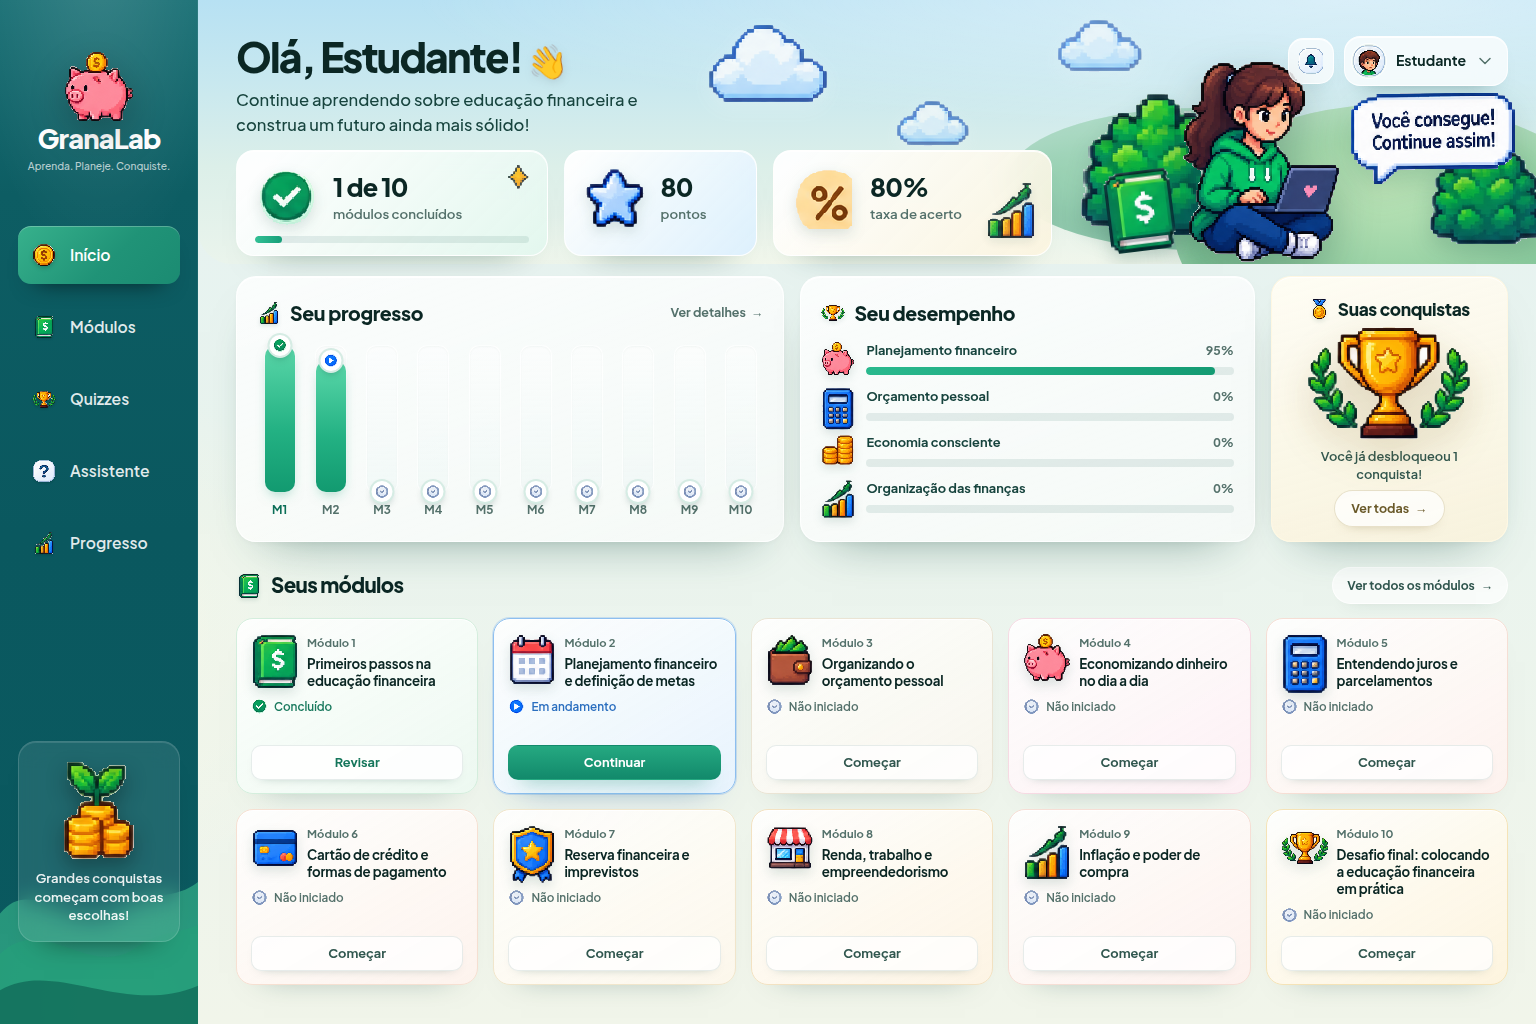 GranaLab
Aprenda. Planeje. Conquiste.
Início
Módulos
Quizzes
Assistente
Progresso
Grandes conquistas
começam com boas
escolhas!
Olá, Estudante! 👋
Continue aprendendo sobre educação financeira e
construa um futuro ainda mais sólido!
Estudante
Você consegue!
Continue assim!
1 de 10
módulos concluídos
80
pontos
%
80%
taxa de acerto
Seu progresso
Ver detalhes →
M1 M2 M3 M4 M5 M6 M7 M8 M9 M10
Seu desempenho
Planejamento financeiro 95%
Orçamento pessoal 0%
Economia consciente 0%
Organização das finanças 0%
Suas conquistas
Você já desbloqueou 1
conquista!
Ver todas →
Seus módulos
Ver todos os módulos →
Módulo 1
Primeiros passos na
educação financeira
Concluído
Revisar
Módulo 2
Planejamento financeiro
e definição de metas
Em andamento
Continuar
Módulo 3
Organizando o
orçamento pessoal
Não iniciado
Começar
Módulo 4
Economizando dinheiro
no dia a dia
Não iniciado
Começar
Módulo 5
Entendendo juros e
parcelamentos
Não iniciado
Começar
Módulo 6
Cartão de crédito e
formas de pagamento
Não iniciado
Começar
Módulo 7
Reserva financeira e
imprevistos
Não iniciado
Começar
Módulo 8
Renda, trabalho e
empreendedorismo
Não iniciado
Começar
Módulo 9
Inflação e poder de
compra
Não iniciado
Começar
Módulo 10
Desafio final: colocando
a educação financeira
em prática
Não iniciado
Começar